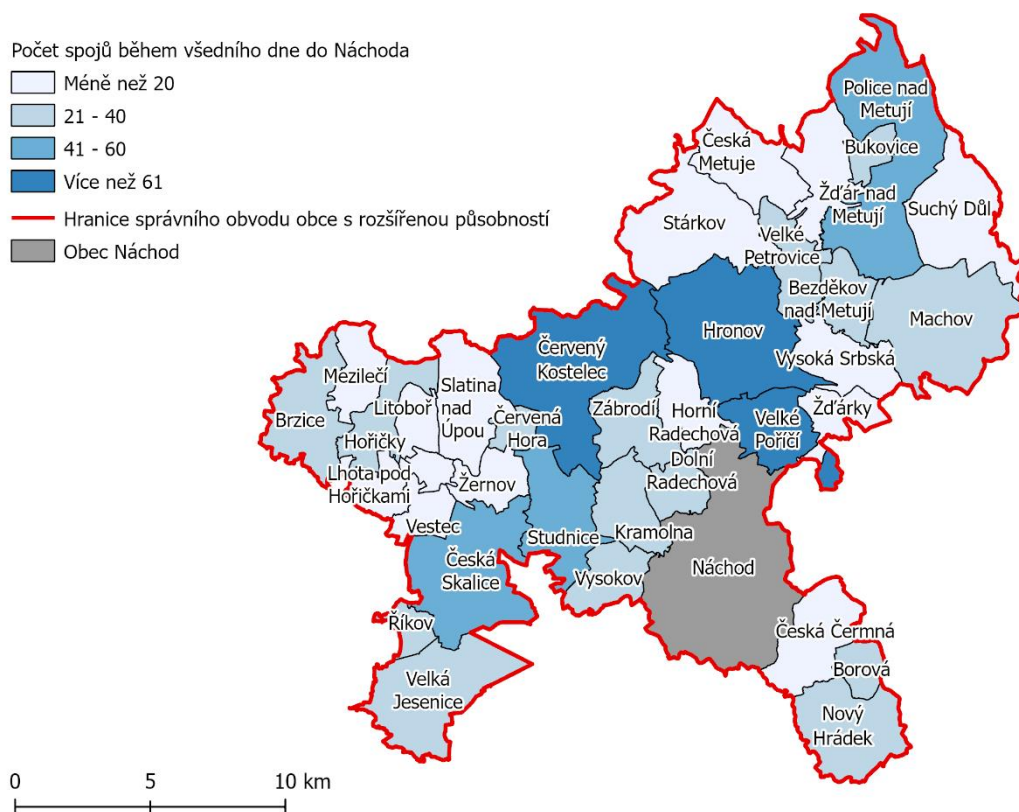 Počet spojů během všedního dne do Náchoda
Méně než 20
21 - 40
41 - 60
Více než 61
Hranice správního obvodu obce s rozšířenou působností
Obec Náchod
Police nad
Metují
Bukovice
Česká
Metuje
Žďár nad
Metují
Suchý Důl
Stárkov
Velké
Petrovice
Bezděkov
nad Metují
Machov
Hronov
Vysoká Srbská
Červený
Kostelec
Žďárky
Velké
Poříčí
Mezilečí
Slatina
nad
Úpou
Litoboř
Brzice
Hořičky
Červená
Hora
Zábrodí
Horní
Radechová
Dolní
Radechová
Lhota pod
Hořičkami
Žernov
Vestec
Studnice
Kramolna
Česká
Skalice
Vysokov
Náchod
Říkov
Česká Čermná
Borová
Velká
Jesenice
Nový
Hrádek
0 5 10 km